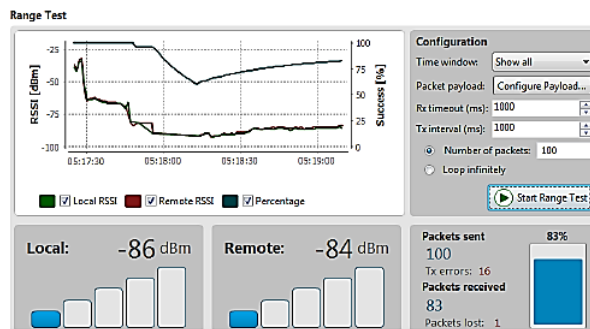 Range Test
RSSI [dBm]
-25
-50
-75
-100
100
75
50
25
0
Success [%]
05:17:30
05:18:00
05:18:30
05:19:00
Local RSSI
Remote RSSI
Percentage
Configuration
Time window:
Show all
Packet payload:
Configure Payload...
Rx timeout (ms):
1000
Tx interval (ms):
1000
Number of packets:
100
Loop infinitely
Start Range Test
Local:
-86 dBm
Remote:
-84 dBm
Packets sent
100
Tx errors: 16
Packets received
83
Packets lost: 1
83%